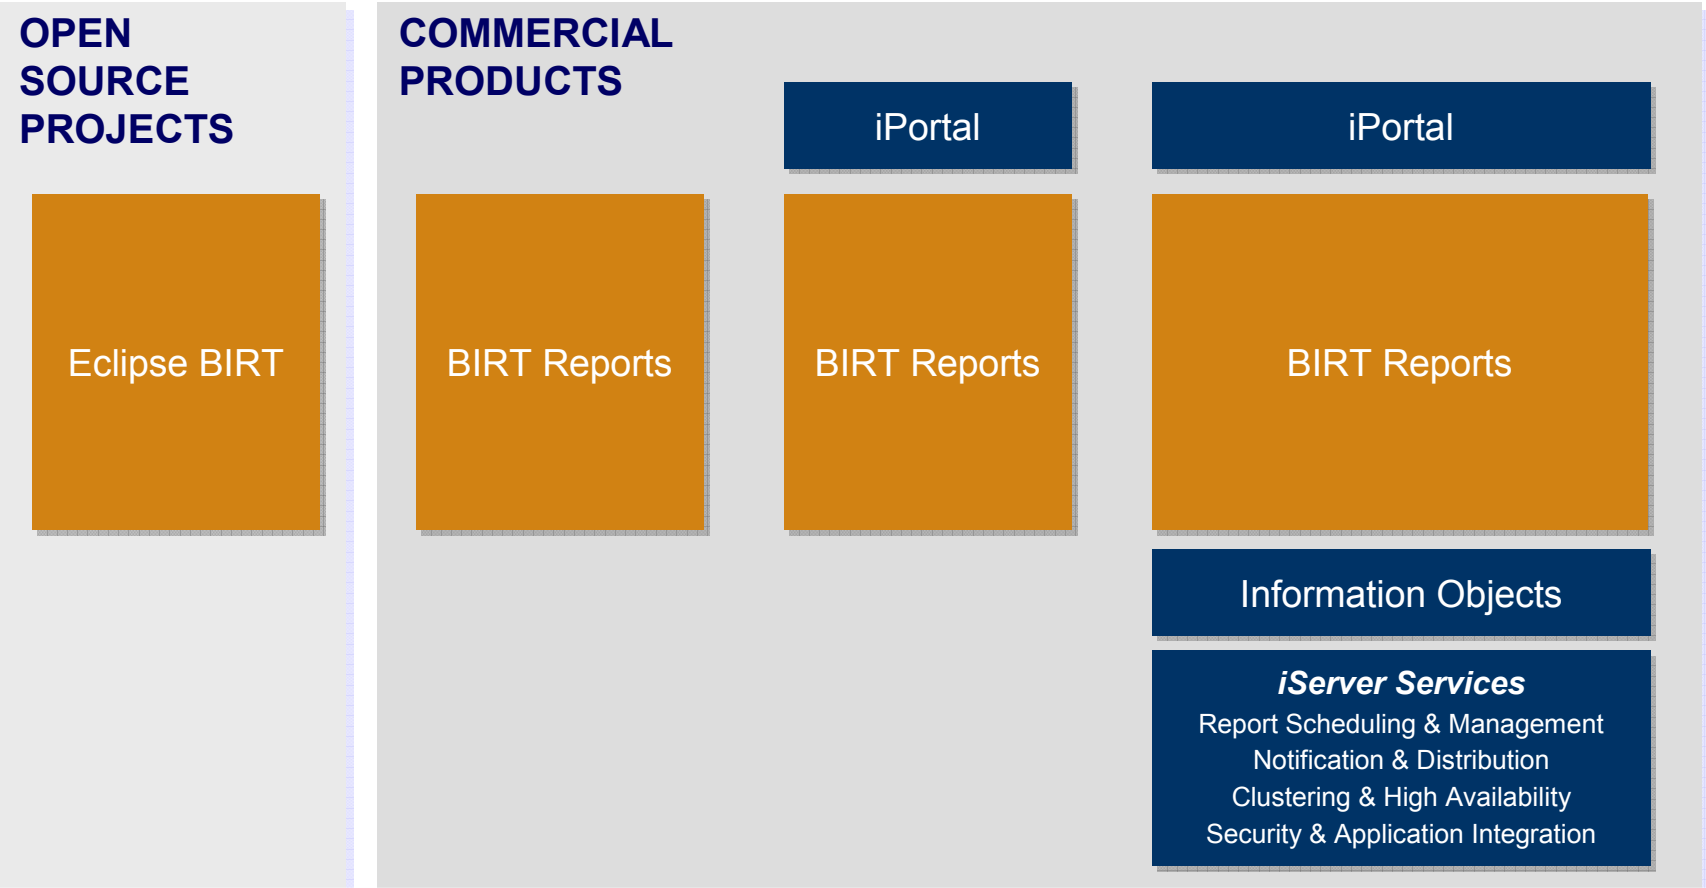 OPEN
SOURCE
PROJECTS
Eclipse BIRT
COMMERCIAL
PRODUCTS
BIRT Reports
iPortal
BIRT Reports
iPortal
BIRT Reports
Information Objects
iServer Services
Report Scheduling & Management
Notification & Distribution
Clustering & High Availability
Security & Application Integration